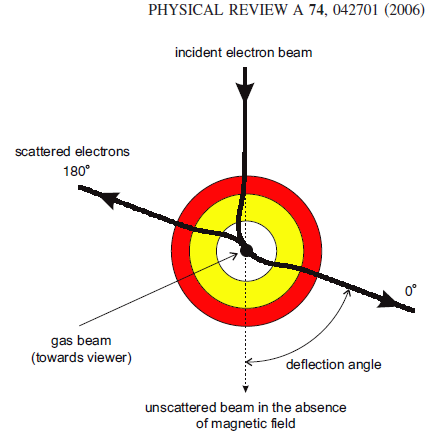 PHYSICAL REVIEW A 74, 042701 (2006)
incident electron beam
scattered electrons
180°
0°
gas beam
(towards viewer)
deflection angle
unscattered beam in the absence
of magnetic field